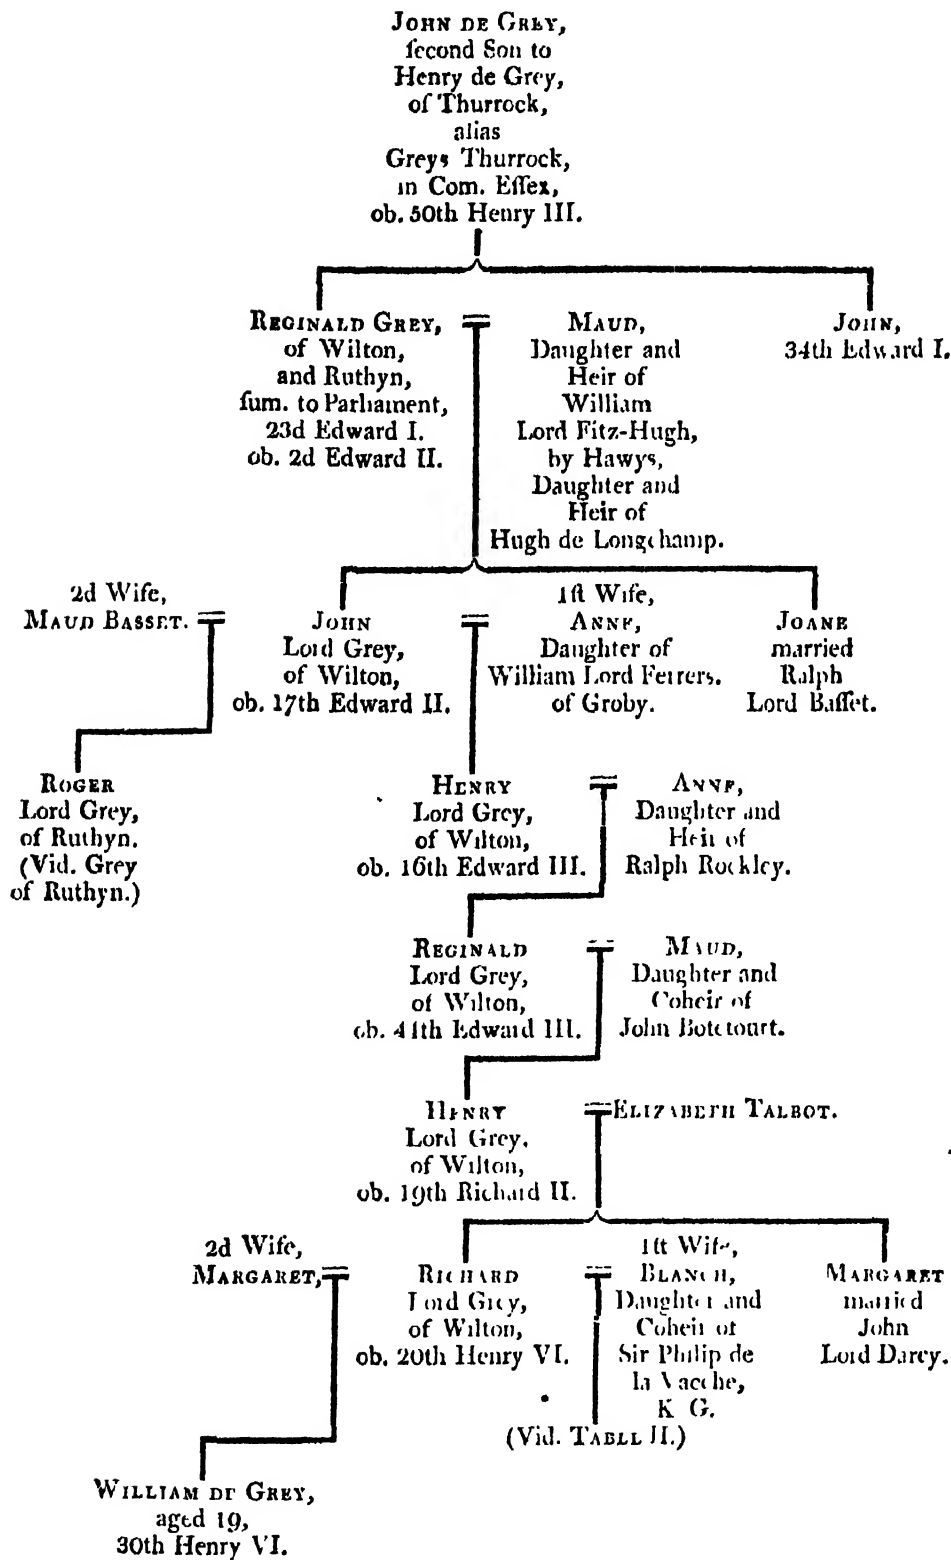 JOHN DE GREY,
ſecond Son to
Henry de Grey,
of Thurrock,
alias
Greys Thurrock,
in Com. Eſſex,
ob. 50th Henry III.
REGINALD GREY,
of Wilton,
and Ruthyn,
ſum. to Parliament,
23d Edward I.
ob. 2d Edward II.
MAUD,
Daughter and
Heir of
William
Lord Fitz-Hugh,
by Hawys,
Daughter and
Heir of
Hugh de Longchamp.
JOHN,
34th Edward I.
2d Wife,
MAUD BASSET.
JOHN
Lord Grey,
of Wilton,
ob. 17th Edward II.
1ſt Wife,
ANNE,
Daughter of
William Lord Ferrers.
of Groby.
JOANE
married
Ralph
Lord Baſſet.
ROGER
Lord Grey,
of Ruthyn.
(Vid. Grey
of Ruthyn.)
HENRY
Lord Grey,
of Wilton,
ob. 16th Edward III.
ANNE,
Daughter and
Heir of
Ralph Rockley.
REGINALD
Lord Grey,
of Wilton,
ob. 44th Edward III.
MAUD,
Daughter and
Coheir of
John Botetourt.
HENRY
Lord Grey.
of Wilton,
ob. 19th Richard II.
ELIZABETH TALBOT.
2d Wife,
MARGARET,
RICHARD
Lord Grey,
of Wilton,
ob. 20th Henry VI.
1ſt Wife,
BLANCH,
Daughter and
Coheir of
Sir Philip de
la Vacche,
K G.
(Vid. TABLE II.)
MARGARET
married
John
Lord Darcy.
WILLIAM DE GREY,
aged 19,
30th Henry VI.